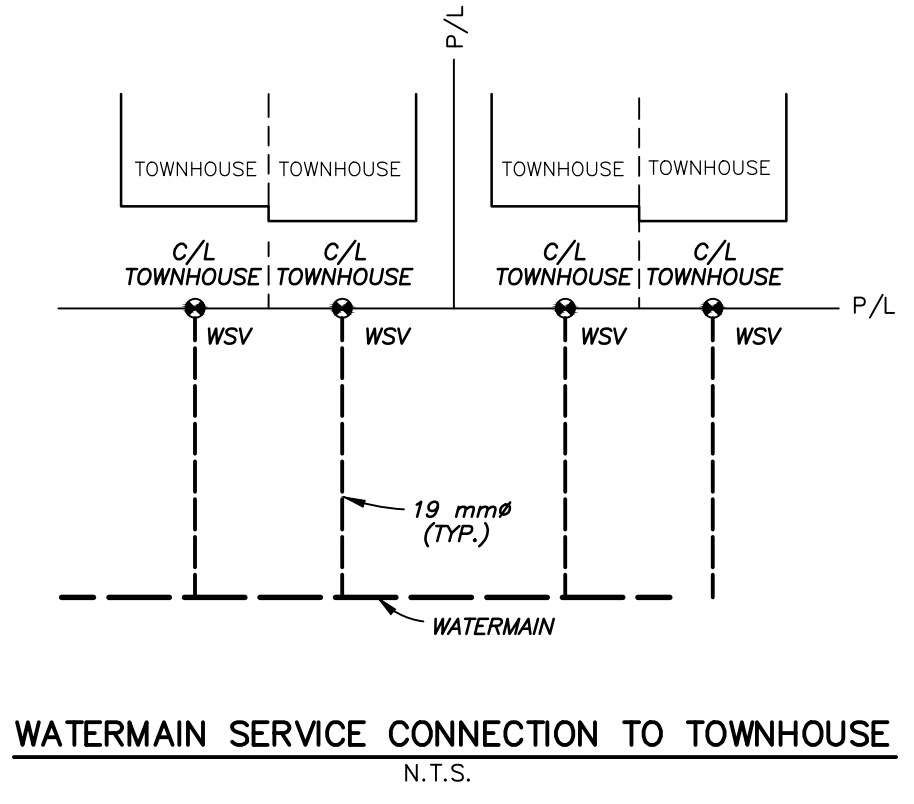 P/L
TOWNHOUSE TOWNHOUSE TOWNHOUSE TOWNHOUSE
C/L C/L C/L C/L
TOWNHOUSE TOWNHOUSE TOWNHOUSE TOWNHOUSE
P/L
WSV WSV WSV WSV
19 mmø
(TYP.)
WATERMAIN
WATERMAIN SERVICE CONNECTION TO TOWNHOUSE
N.T.S.